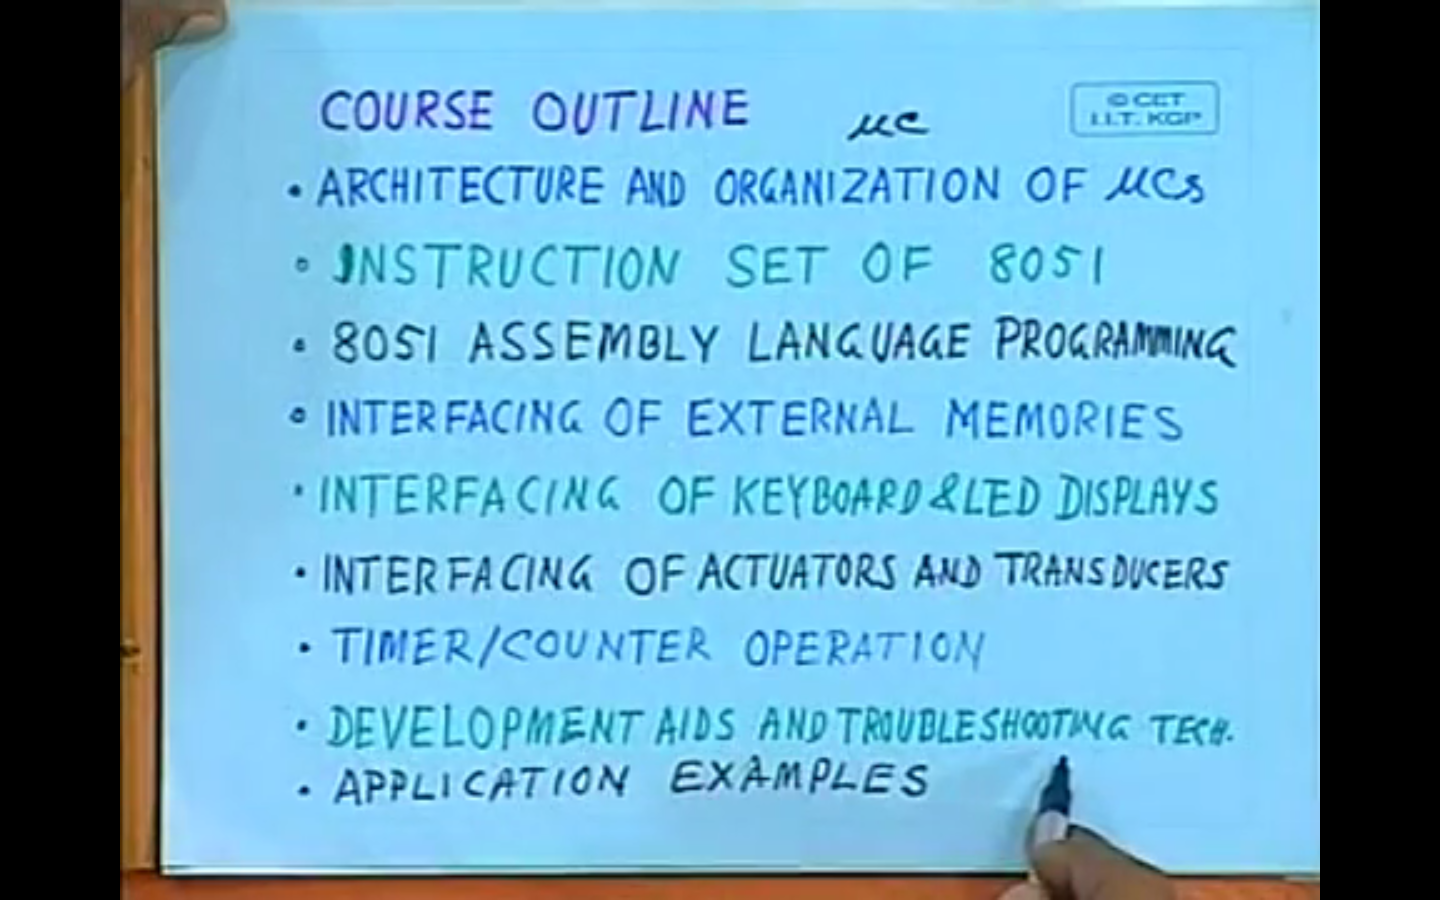 COURSE OUTLINE µc
© CET
I.I.T. KGP
• ARCHITECTURE AND ORGANIZATION OF µCs
• INSTRUCTION SET OF 8051
• 8051 ASSEMBLY LANGUAGE PROGRAMMING
• INTERFACING OF EXTERNAL MEMORIES
• INTERFACING OF KEYBOARD & LED DISPLAYS
• INTERFACING OF ACTUATORS AND TRANSDUCERS
• TIMER/COUNTER OPERATION
• DEVELOPMENT AIDS AND TROUBLESHOOTING TECH.
• APPLICATION EXAMPLES